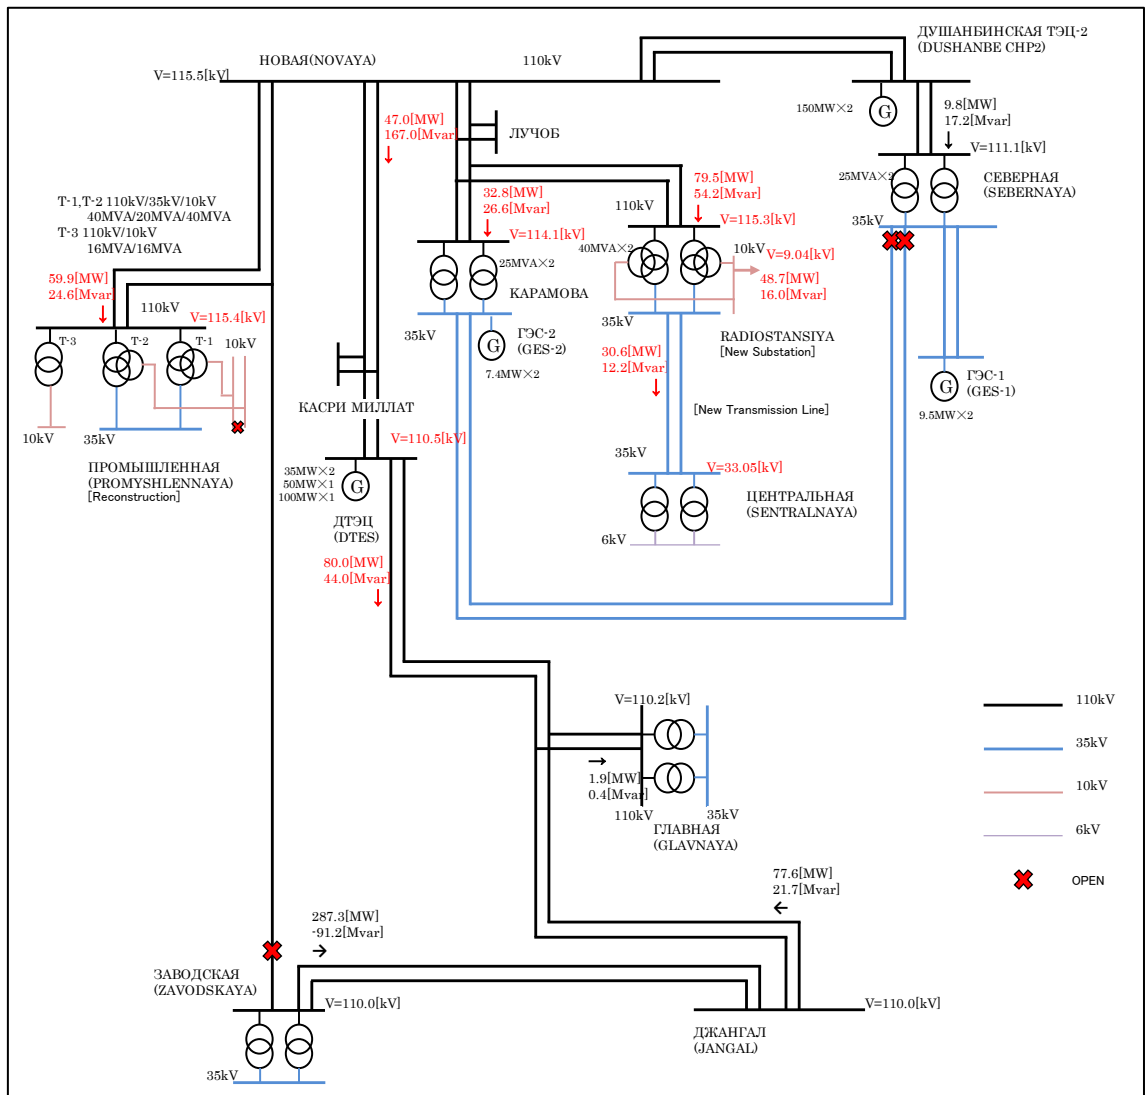 ДУШАНБИНСКАЯ ТЭЦ-2
(DUSHANBE CHP2)
НОВАЯ(NOVAYA)
110kV
V=115.5[kV]
150MW×2
G
9.8[MW]
17.2[Mvar]
V=111.1[kV]
47.0[MW]
167.0[Mvar]
ЛУЧОБ
25MVA×2
СЕВЕРНАЯ
(SEBERNAYA)
35kV
79.5[MW]
54.2[Mvar]
32.8[MW]
26.6[Mvar]
110kV
V=115.3[kV]
T-1,T-2 110kV/35kV/10kV
40MVA/20MVA/40MVA
T-3 110kV/10kV
16MVA/16MVA
V=114.1[kV]
40MVA×2
10kV
V=9.04[kV]
48.7[MW]
16.0[Mvar]
25MVA×2
КАРАМОВА
59.9[MW]
24.6[Mvar]
110kV
V=115.4[kV]
35kV
35kV
T-3
T-2
T-1
10kV
G
ГЭС-2
(GES-2)
7.4MW×2
RADIOSTANSIYA
[New Substation]
30.6[MW]
12.2[Mvar]
G
ГЭС-1
(GES-1)
9.5MW×2
КАСРИ МИЛЛАТ
[New Transmission Line]
10kV
35kV
V=110.5[kV]
35kV
V=33.05[kV]
ПРОМЫШЛЕННАЯ
(PROMYSHLENNAYA)
[Reconstruction]
35MW×2
50MW×1
100MW×1
G
ЦЕНТРАЛЬНАЯ
(SENTRALNAYA)
ДТЭЦ
(DTES)
6kV
80.0[MW]
44.0[Mvar]
V=110.2[kV]
110kV
35kV
10kV
6kV
OPEN
1.9[MW]
0.4[Mvar]
110kV
35kV
ГЛАВНАЯ
(GLAVNAYA)
77.6[MW]
21.7[Mvar]
287.3[MW]
-91.2[Mvar]
ЗАВОДСКАЯ
(ZAVODSKAYA)
V=110.0[kV]
V=110.0[kV]
ДЖАНГАЛ
(JANGAL)
35kV